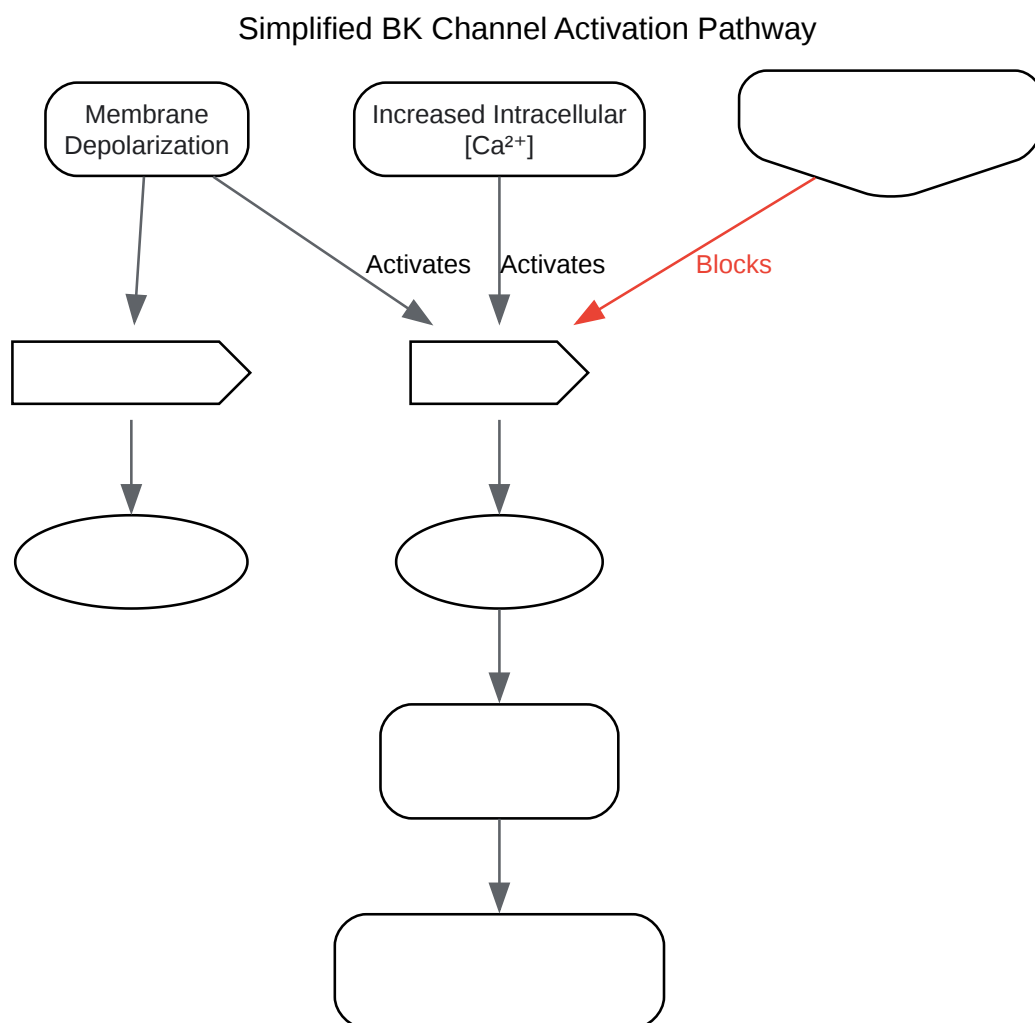 Simplified BK Channel Activation Pathway
Membrane
Depolarization
Increased Intracellular
[Ca²⁺]
Activates
Activates
Blocks